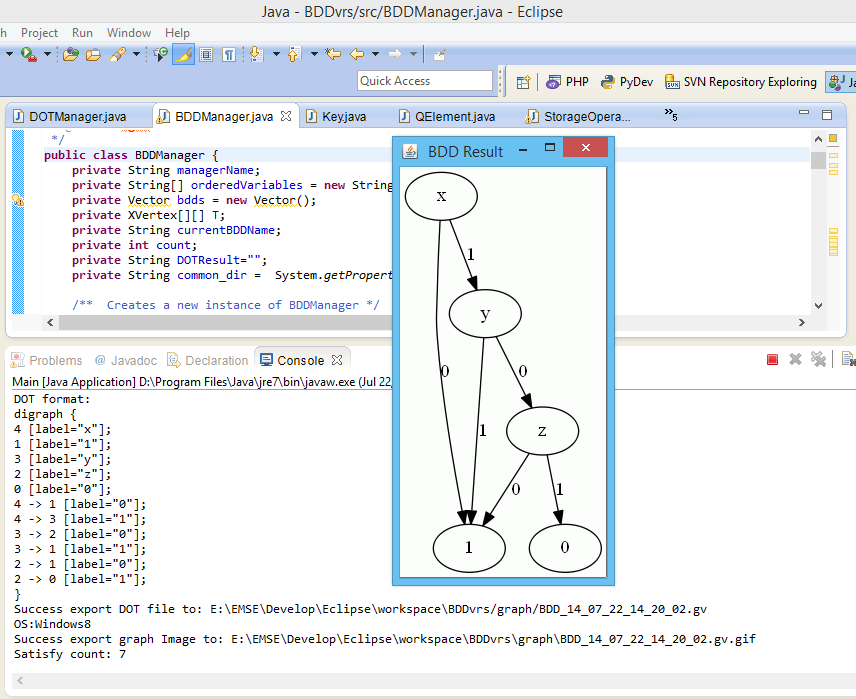 Java - BDDvrs/src/BDDManager.java - Eclipse
h Project Run Window Help
Quick Access
PHP PyDev SVN Repository Exploring Ja
DOTManager.java BDDManager.java Key.java QElement.java StorageOpera... »5
*/
public class BDDManager {
private String managerName;
private String[] orderedVariables = new String
private Vector bdds = new Vector();
private XVertex[][] T;
private String currentBDDName;
private int count;
private String DOTResult="";
private String common_dir = System.getPropert
/** Creates a new instance of BDDManager */
BDD Result
x
1
y
0
0
1
z
0
1
1
0
Problems @ Javadoc Declaration Console
Main [Java Application] D:\Program Files\Java\jre7\bin\javaw.exe (Jul 22,
DOT format:
digraph {
4 [label="x"];
1 [label="1"];
3 [label="y"];
2 [label="z"];
0 [label="0"];
4 -> 1 [label="0"];
4 -> 3 [label="1"];
3 -> 2 [label="0"];
3 -> 1 [label="1"];
2 -> 1 [label="0"];
2 -> 0 [label="1"];
}
Success export DOT file to: E:\EMSE\Develop\Eclipse\workspace\BDDvrs/graph/BDD_14_07_22_14_20_02.gv
OS:Windows8
Success export graph Image to: E:\EMSE\Develop\Eclipse\workspace\BDDvrs\graph\BDD_14_07_22_14_20_02.gv.gif
Satisfy count: 7